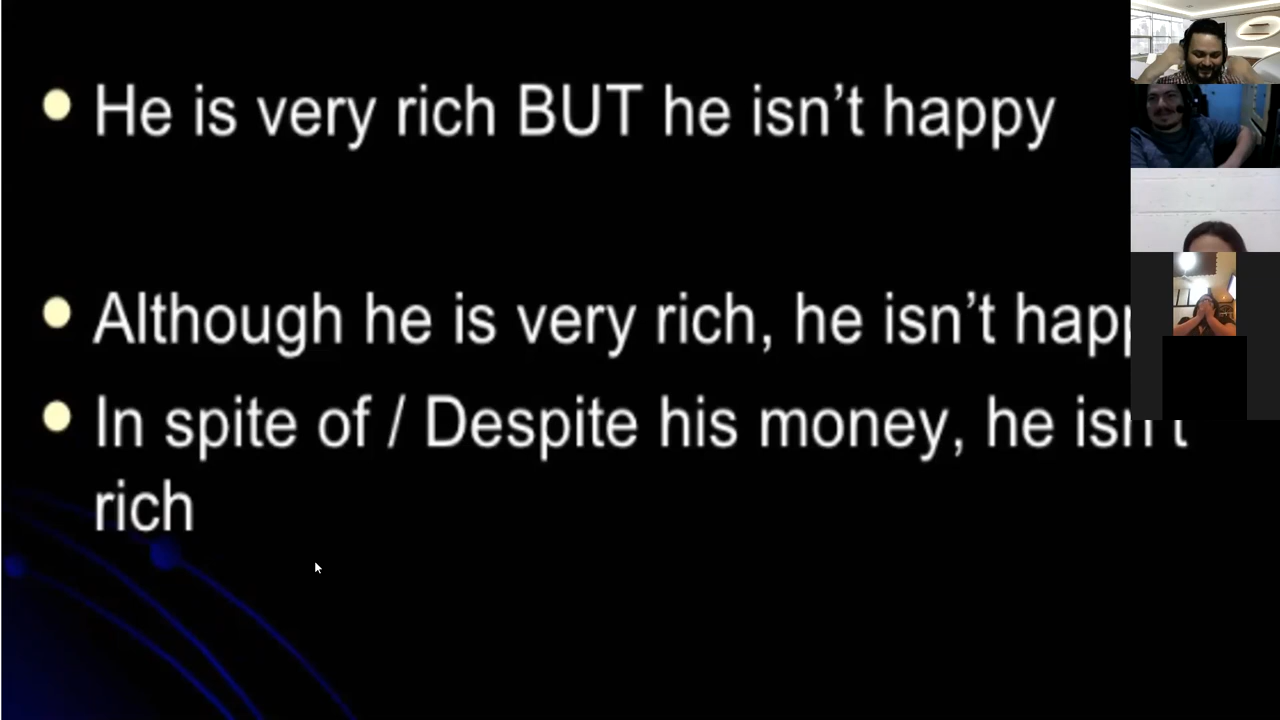 He is very rich BUT he isn't happy
Although he is very rich, he isn't hap
In spite of / Despite his money, he isn't
rich